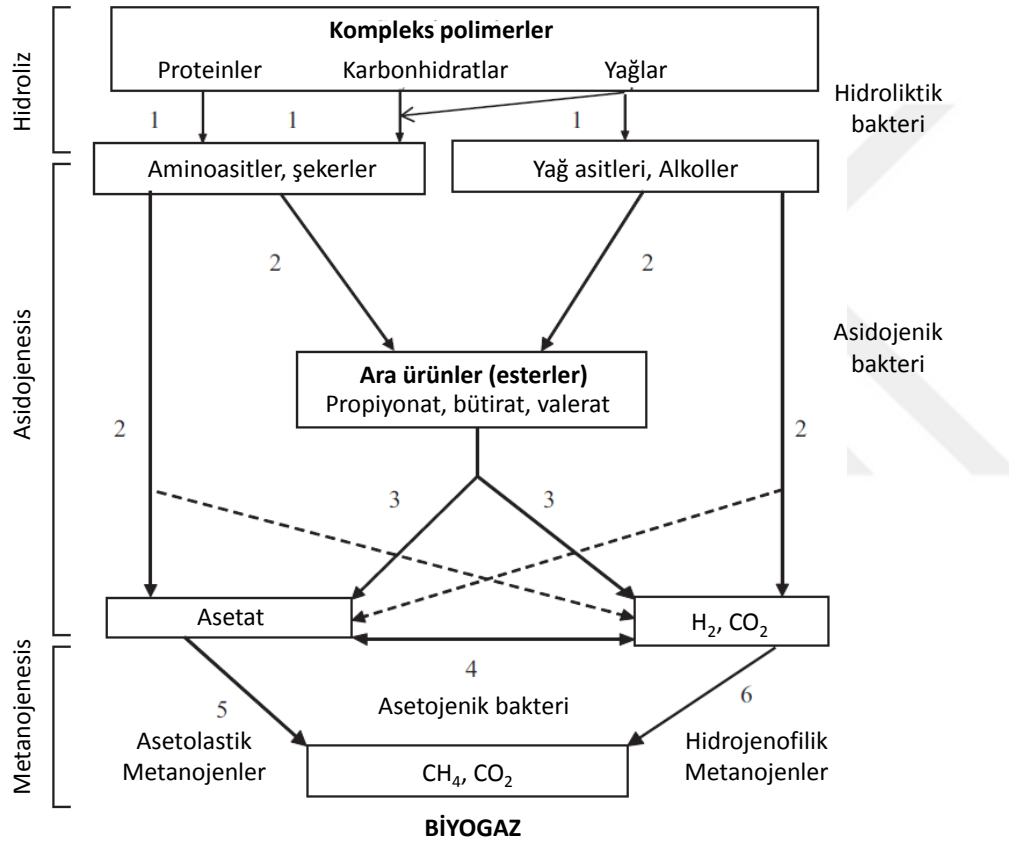 Kompleks polimerler
Proteinler Karbonhidratlar Yağlar
Hidroliz
Hidroliktik
bakteri
1 1 1
Aminoasitler, şekerler
Yağ asitleri, Alkoller
2 2
Asidojenesis
Asidojenik
bakteri
Ara ürünler (esterler)
Propiyonat, bütirat, valerat
2 2
3 3
Asetat
H₂, CO₂
4
Asetojenik bakteri
Metanojenesis
5
Asetolastik
Metanojenler
6
Hidrojenofilik
Metanojenler
CH₄, CO₂
BİYOGAZ